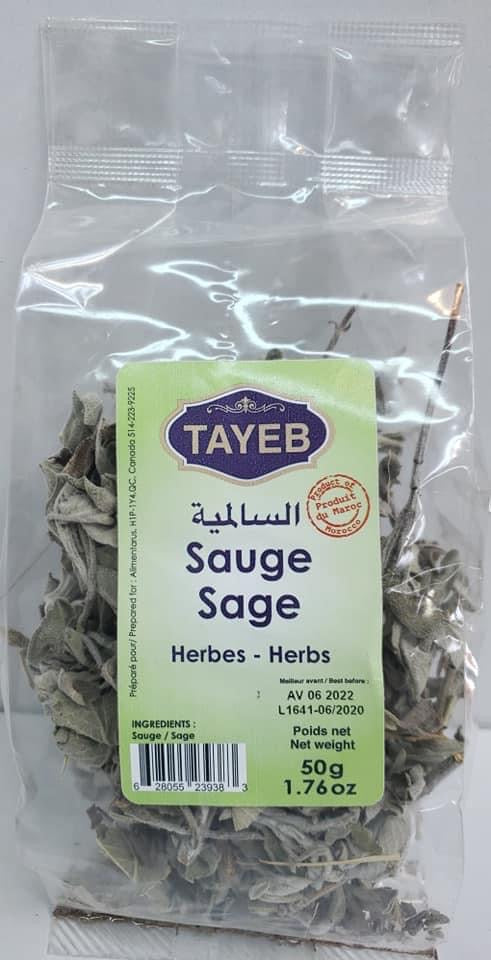 TAYEB
السالمية
Product of
Produit
du Maroc
Morocco
Sauge
Sage
Herbes - Herbs
Meilleur avant / Best before :
AV 06 2022
L1641-06/2020
INGREDIENTS :
Sauge / Sage
Poids net
Net weight
50g
1.76oz
6 28055 23938 3
Préparé pour/ Prepared for : Alimentarus, H1P-1Y4,QC, Canada 514-223-9225